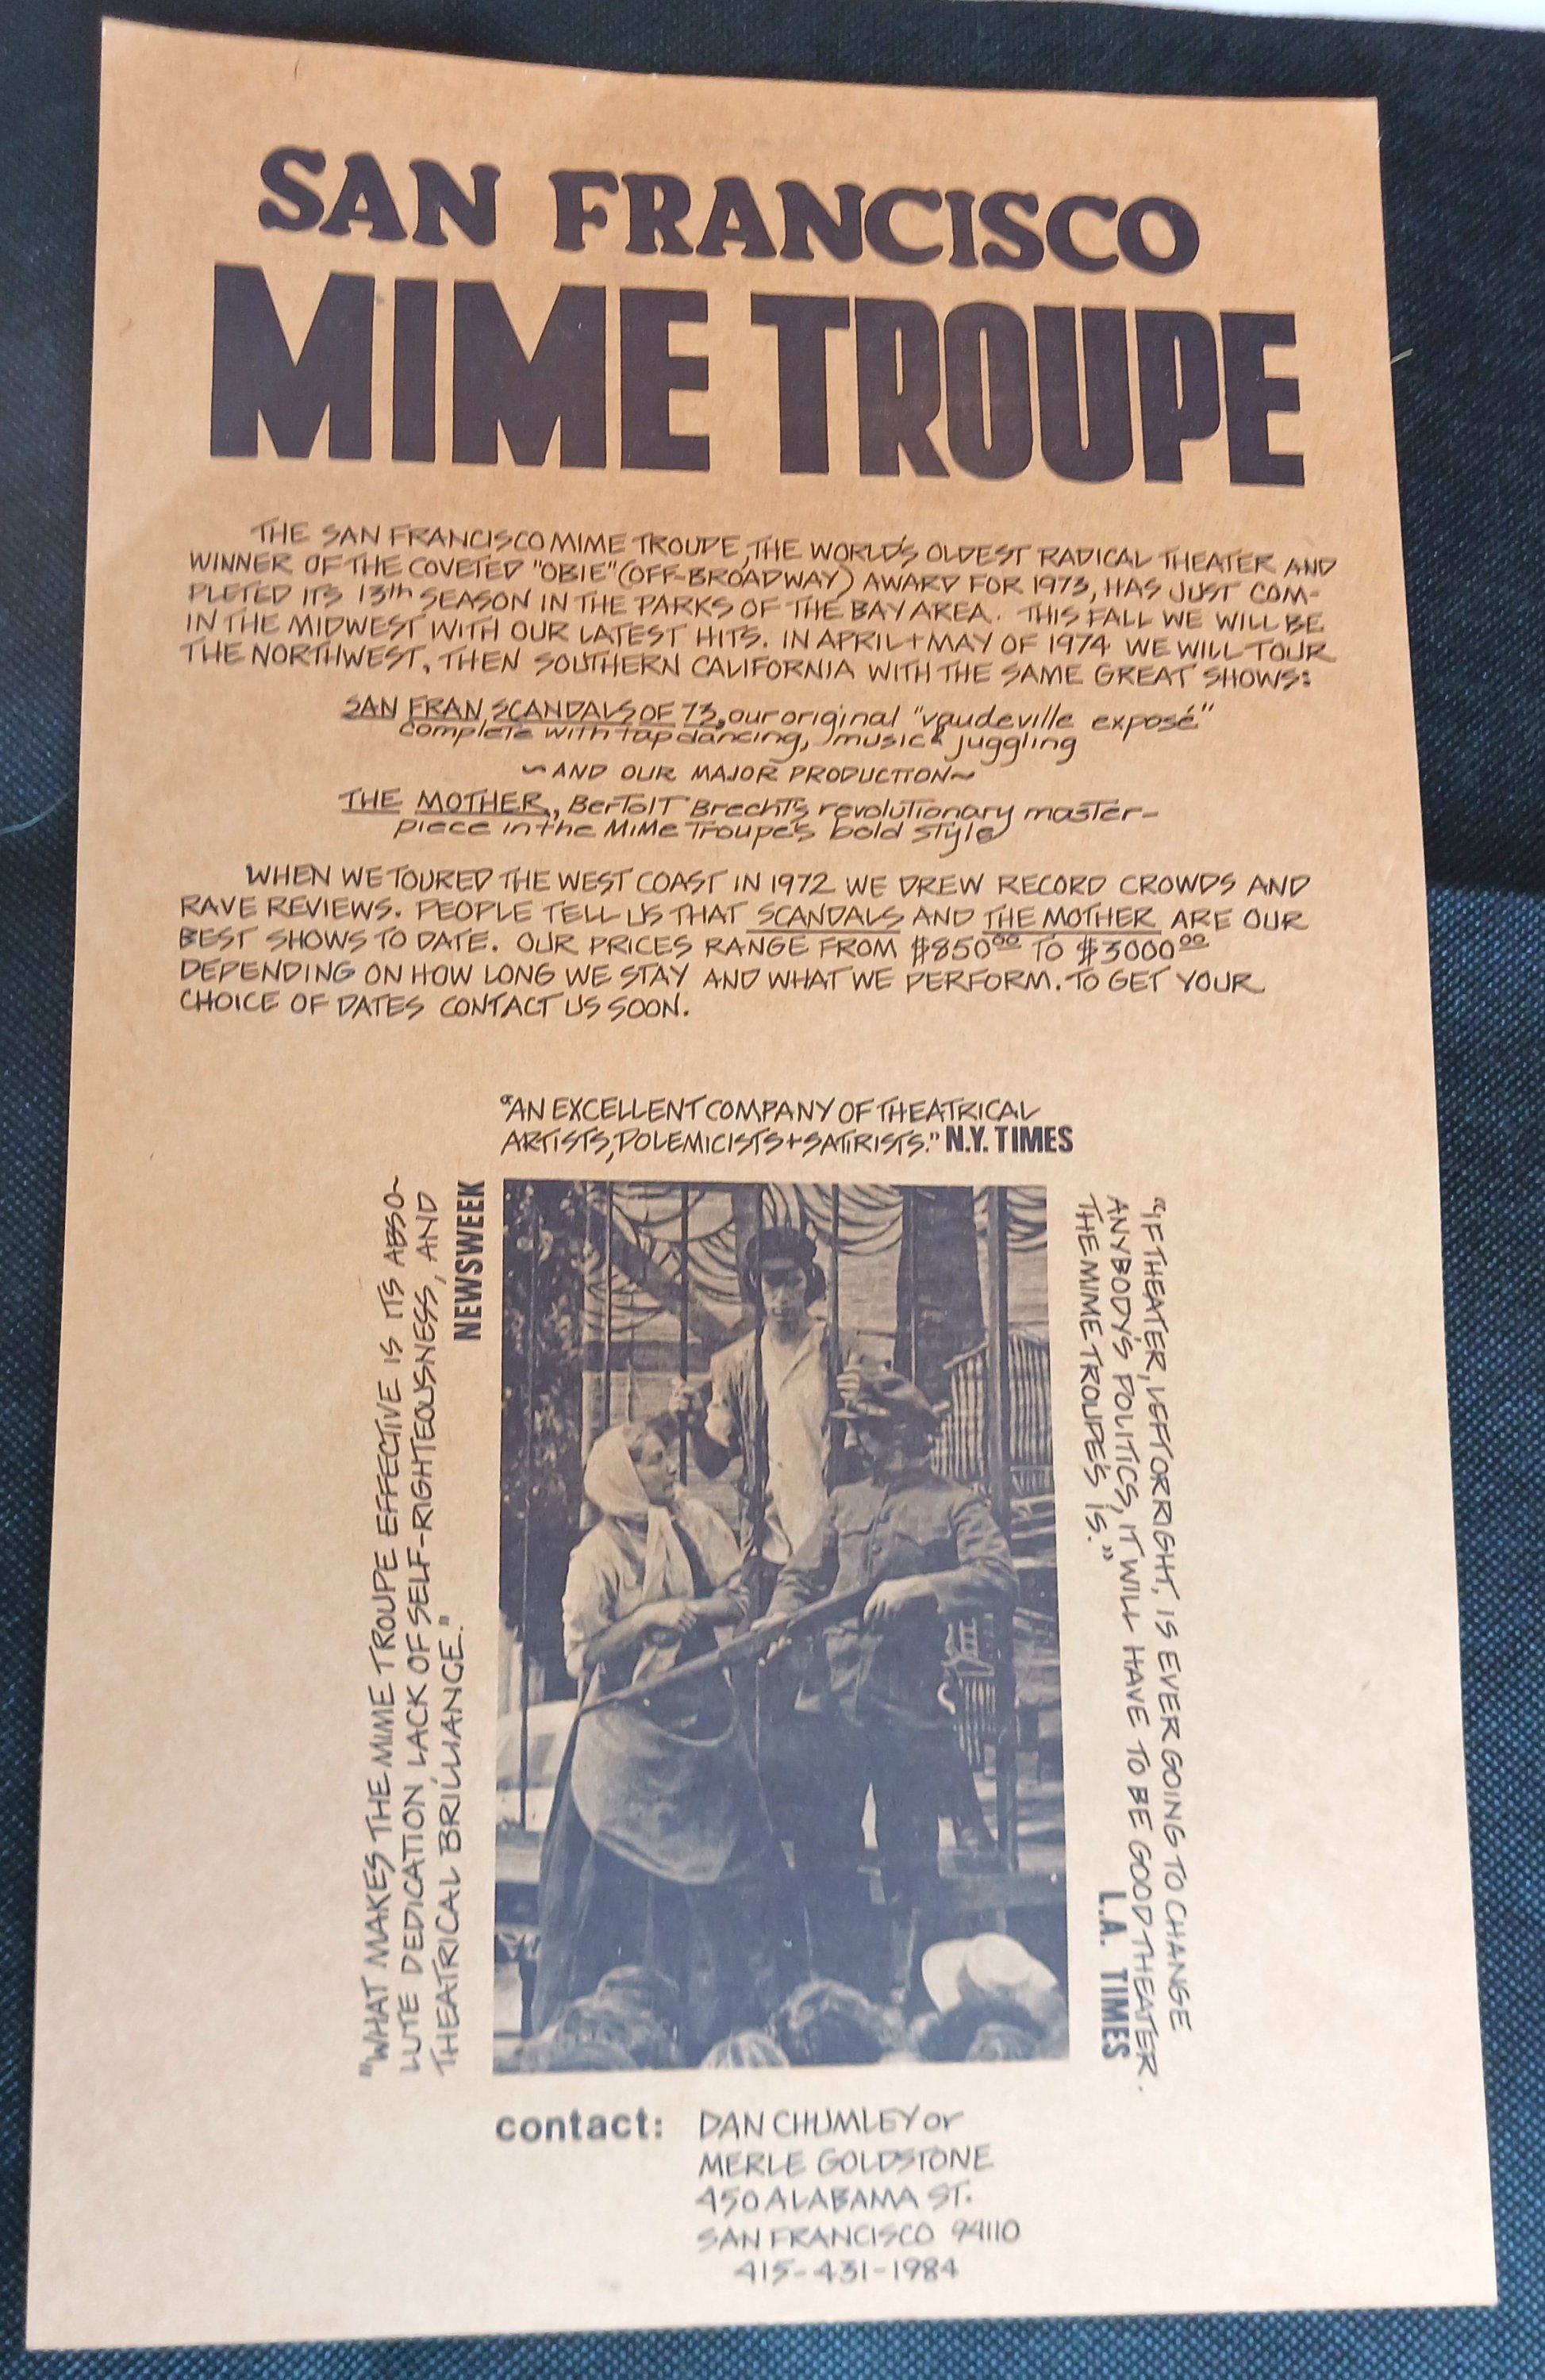 SAN FRANCISCO
MIME TROUPE
THE SAN FRANCISCO MIME TROUPE, THE WORLD'S OLDEST RADICAL THEATER AND
WINNER OF THE COVETED "OBIE" (OFF-BROADWAY) AWARD FOR 1973, HAS JUST COM-
PLETED ITS 13th SEASON IN THE PARKS OF THE BAY AREA. THIS FALL WE WILL BE
IN THE MIDWEST WITH OUR LATEST HITS. IN APRIL + MAY OF 1974 WE WILL TOUR
THE NORTHWEST, THEN SOUTHERN CALIFORNIA WITH THE SAME GREAT SHOWS:
SAN FRAN SCANDALS OF 73, our original "vaudeville exposé"
complete with tap dancing, music & juggling
~AND OUR MAJOR PRODUCTION~
THE MOTHER, BerTolT BrechT's revoluTionary masTer-
piece in the MiMe Troupe's bold style
WHEN WE TOURED THE WEST COAST IN 1972 WE DREW RECORD CROWDS AND
RAVE REVIEWS. PEOPLE TELL US THAT SCANDALS AND THE MOTHER ARE OUR
BEST SHOWS TO DATE. OUR PRICES RANGE FROM $850.00 TO $3000.00
DEPENDING ON HOW LONG WE STAY AND WHAT WE PERFORM. TO GET YOUR
CHOICE OF DATES CONTACT US SOON.
"AN EXCELLENT COMPANY OF THEATRICAL
ARTISTS, POLEMICISTS + SATIRISTS." N.Y. TIMES
"WHAT MAKES THE MIME TROUPE EFFECTIVE IS ITS ABSO-
LUTE DEDICATION LACK OF SELF-RIGHTEOUSNESS, AND
THEATRICAL BRILLIANCE." NEWSWEEK
"IF THEATER, LEFT OR RIGHT, IS EVER GOING TO CHANGE
ANYBODY'S POLITICS, IT WILL HAVE TO BE GOOD THEATER.
THE MIME TROUPE'S IS." L.A. TIMES
contact: DAN CHUMLEY or
MERLE GOLDSTONE
450 ALABAMA ST.
SAN FRANCISCO 94110
415-431-1984